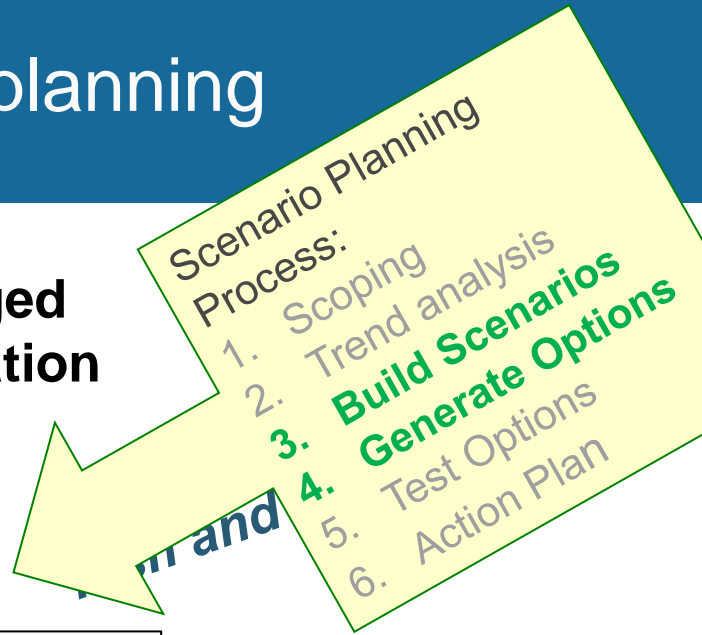 planning
ged
ation
Scenario Planning
Process:
1. Scoping
2. Trend analysis
3. Build Scenarios
4. Generate Options
5. Test Options
6. Action Plan
and